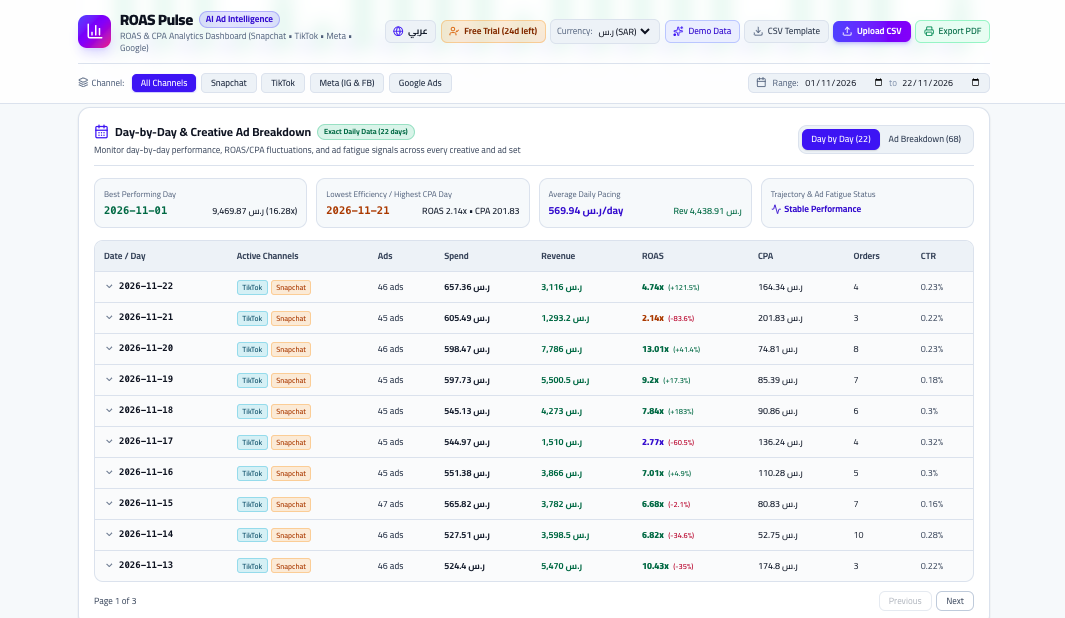 ROAS Pulse AI Ad Intelligence
ROAS & CPA Analytics Dashboard (Snapchat • TikTok • Meta • Google)
عربي
Free Trial (24d left)
Currency: ر.س (SAR)
Demo Data
CSV Template
Upload CSV
Export PDF
Channel: All Channels Snapchat TikTok Meta (IG & FB) Google Ads
Range: 01/11/2026 to 22/11/2026
Day-by-Day & Creative Ad Breakdown Exact Daily Data (22 days)
Monitor day-by-day performance, ROAS/CPA fluctuations, and ad fatigue signals across every creative and ad set
Day by Day (22) Ad Breakdown (68)
Best Performing Day
2026-11-01 9,469.87 ر.س (16.28x)
Lowest Efficiency / Highest CPA Day
2026-11-21 ROAS 2.14x • CPA 201.83
Average Daily Pacing
569.94 ر.س/day Rev 4,438.91 ر.س
Trajectory & Ad Fatigue Status
Stable Performance
Date / Day Active Channels Ads Spend Revenue ROAS CPA Orders CTR
2026-11-22 TikTok Snapchat 46 ads 657.36 ر.س 3,116 ر.س 4.74x (+121.5%) 164.34 ر.س 4 0.23%
2026-11-21 TikTok Snapchat 45 ads 605.49 ر.س 1,293.2 ر.س 2.14x (-83.6%) 201.83 ر.س 3 0.22%
2026-11-20 TikTok Snapchat 46 ads 598.47 ر.س 7,786 ر.س 13.01x (+41.4%) 74.81 ر.س 8 0.23%
2026-11-19 TikTok Snapchat 45 ads 597.73 ر.س 5,500.5 ر.س 9.2x (+17.3%) 85.39 ر.س 7 0.18%
2026-11-18 TikTok Snapchat 45 ads 545.13 ر.س 4,273 ر.س 7.84x (+183%) 90.86 ر.س 6 0.3%
2026-11-17 TikTok Snapchat 45 ads 544.97 ر.س 1,510 ر.س 2.77x (-60.5%) 136.24 ر.س 4 0.32%
2026-11-16 TikTok Snapchat 45 ads 551.38 ر.س 3,866 ر.س 7.01x (+4.9%) 110.28 ر.س 5 0.3%
2026-11-15 TikTok Snapchat 47 ads 565.82 ر.س 3,782 ر.س 6.68x (-2.1%) 80.83 ر.س 7 0.16%
2026-11-14 TikTok Snapchat 46 ads 527.51 ر.س 3,598.5 ر.س 6.82x (-34.6%) 52.75 ر.س 10 0.28%
2026-11-13 TikTok Snapchat 46 ads 524.4 ر.س 5,470 ر.س 10.43x (-35%) 174.8 ر.س 3 0.22%
Page 1 of 3 Previous Next